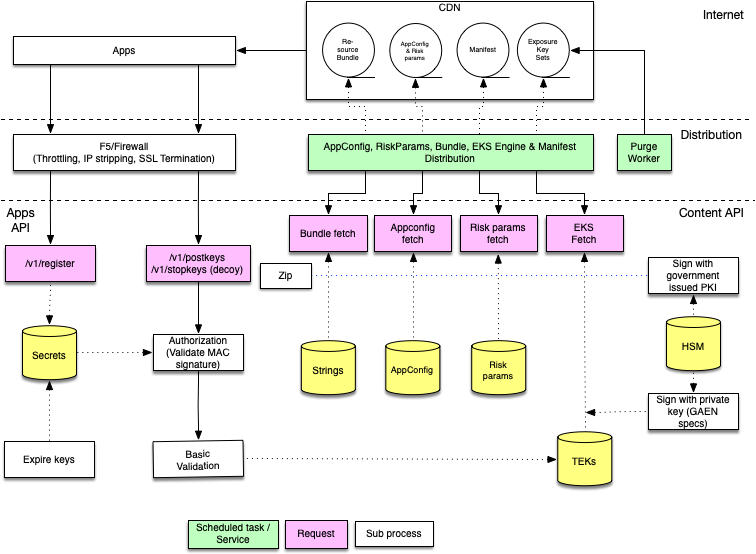 CDN
Internet
Re-
source
Bundle
AppConfig
& Risk
params
Manifest
Exposure
Key
Sets
Apps
Distribution
F5/Firewall
(Throttling, IP stripping, SSL Termination)
AppConfig, RiskParams, Bundle, EKS Engine & Manifest
Distribution
Purge
Worker
Apps
API
Content API
Bundle fetch
Appconfig
fetch
Risk params
fetch
EKS
Fetch
/v1/register
/v1/postkeys
/v1/stopkeys (decoy)
Zip
Sign with
government
issued PKI
Secrets
Authorization
(Validate MAC
signature)
Strings
AppConfig
Risk
params
HSM
Sign with private
key (GAEN
specs)
Expire keys
Basic
Validation
TEKs
Scheduled task /
Service
Request
Sub process